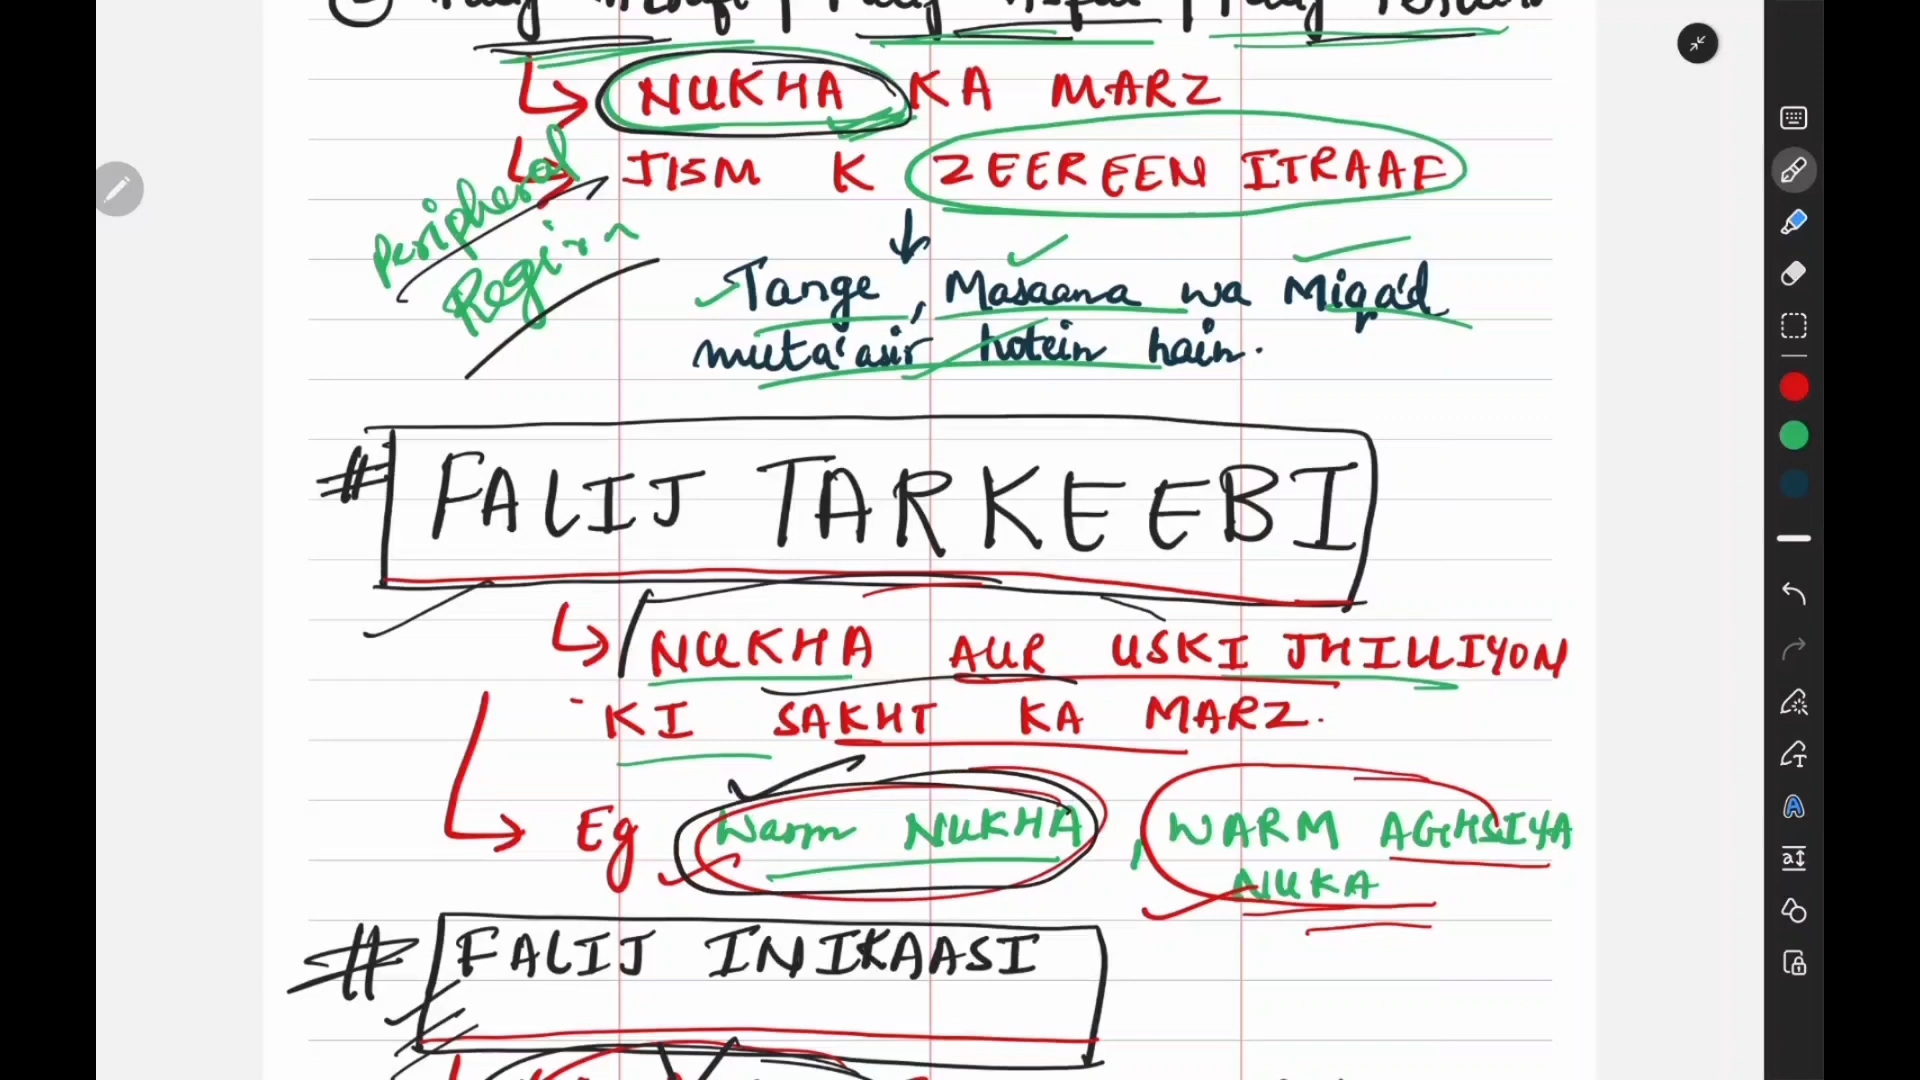 NUKHA KA MARZ
JISM K ZEEREEN ITRAAF
Peripheral
Region
Tange, Masaana wa Miqa'd
muta'asir hotein hain.
# FALIJ TARKEEBI
NUKHA AUR USKI JHILLIYON
KI SAKHT KA MARZ.
Eg Warm NUKHA, WARM AGHSIYA
NUKA
# FALIJ INIKAASI